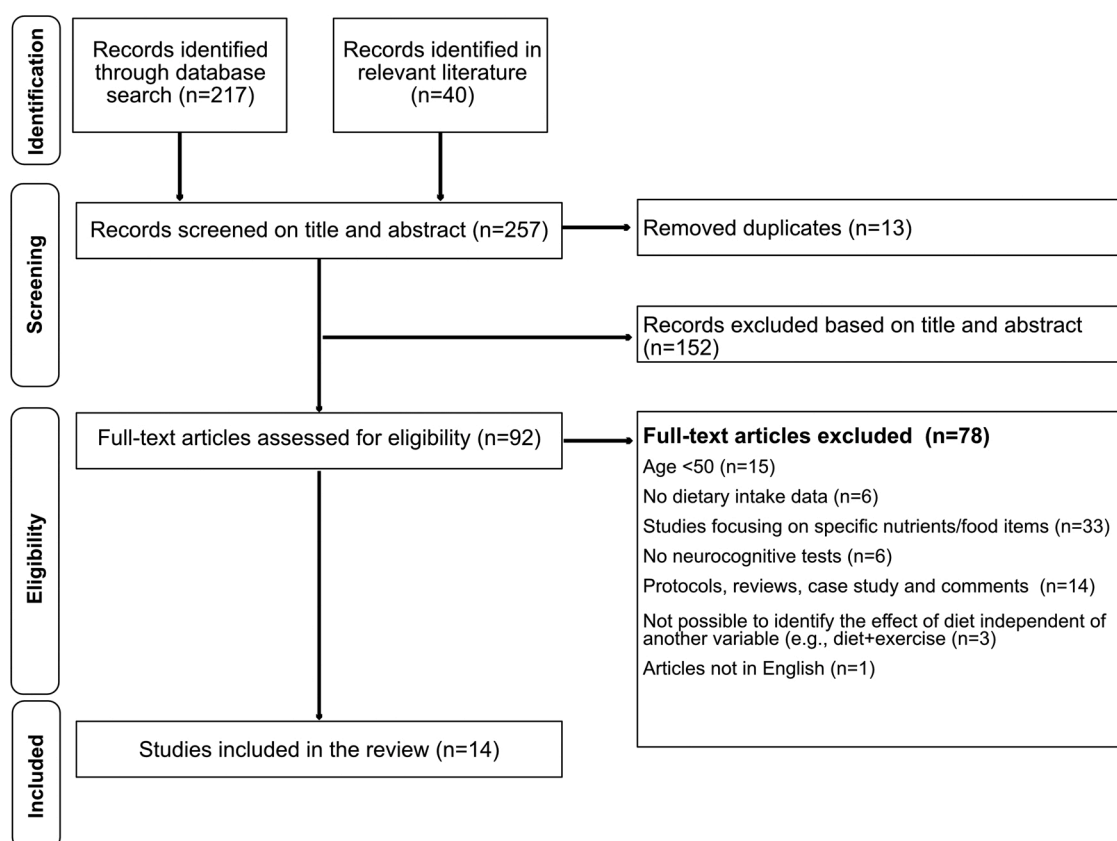 Identification
Records identified
through database
search (n=217)
Records identified in
relevant literature
(n=40)
Screening
Records screened on title and abstract (n=257)
Removed duplicates (n=13)
Records excluded based on title and abstract
(n=152)
Eligibility
Full-text articles assessed for eligibility (n=92)
Full-text articles excluded (n=78)
Age <50 (n=15)
No dietary intake data (n=6)
Studies focusing on specific nutrients/food items (n=33)
No neurocognitive tests (n=6)
Protocols, reviews, case study and comments (n=14)
Not possible to identify the effect of diet independent of
another variable (e.g., diet+exercise (n=3)
Articles not in English (n=1)
Included
Studies included in the review (n=14)